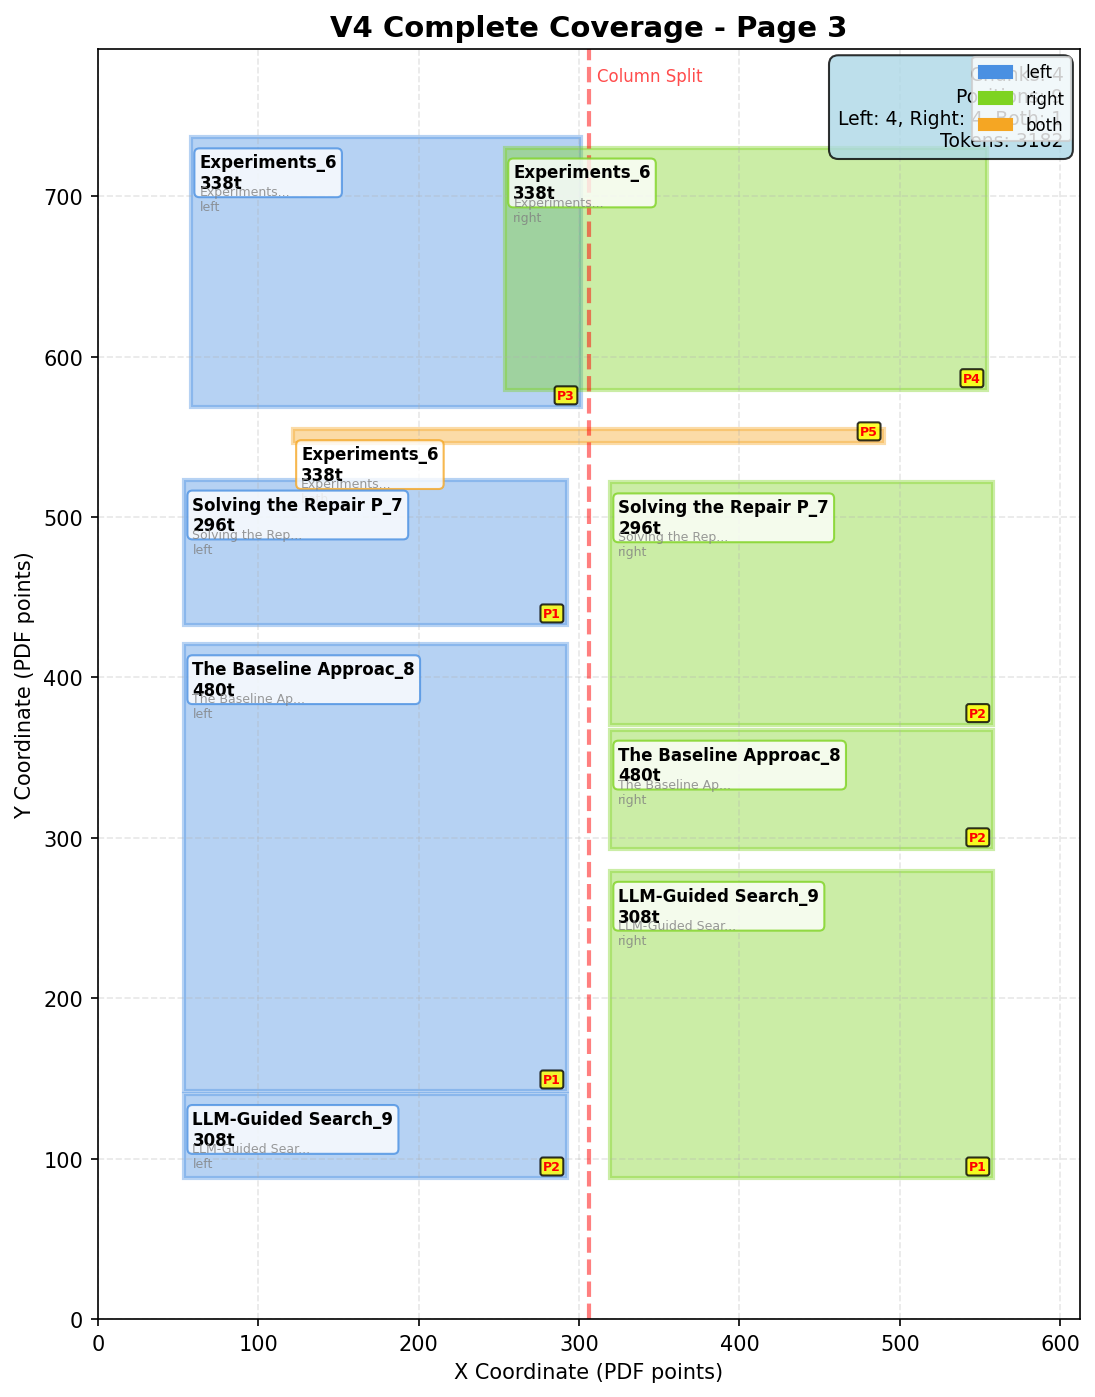 V4 Complete Coverage - Page 3
Column Split
Chunks: 4
left
right
Left: 4, Right: 4, Both: 1
both
Tokens: 3182
Experiments_6
338t
Experiments...
left
P3
Experiments_6
338t
Experiments...
right
P4
P5
Experiments_6
338t
Experiments...
Solving the Repair P_7
296t
Solving the Rep...
left
P1
Solving the Repair P_7
296t
Solving the Rep...
right
P2
The Baseline Approac_8
480t
The Baseline Ap...
left
P1
The Baseline Approac_8
480t
The Baseline Ap...
right
P2
LLM-Guided Search_9
308t
LLM-Guided Sear...
right
P1
LLM-Guided Search_9
308t
LLM-Guided Sear...
left
P2
700
600
500
400
300
200
100
0
Y Coordinate (PDF points)
0 100 200 300 400 500 600
X Coordinate (PDF points)